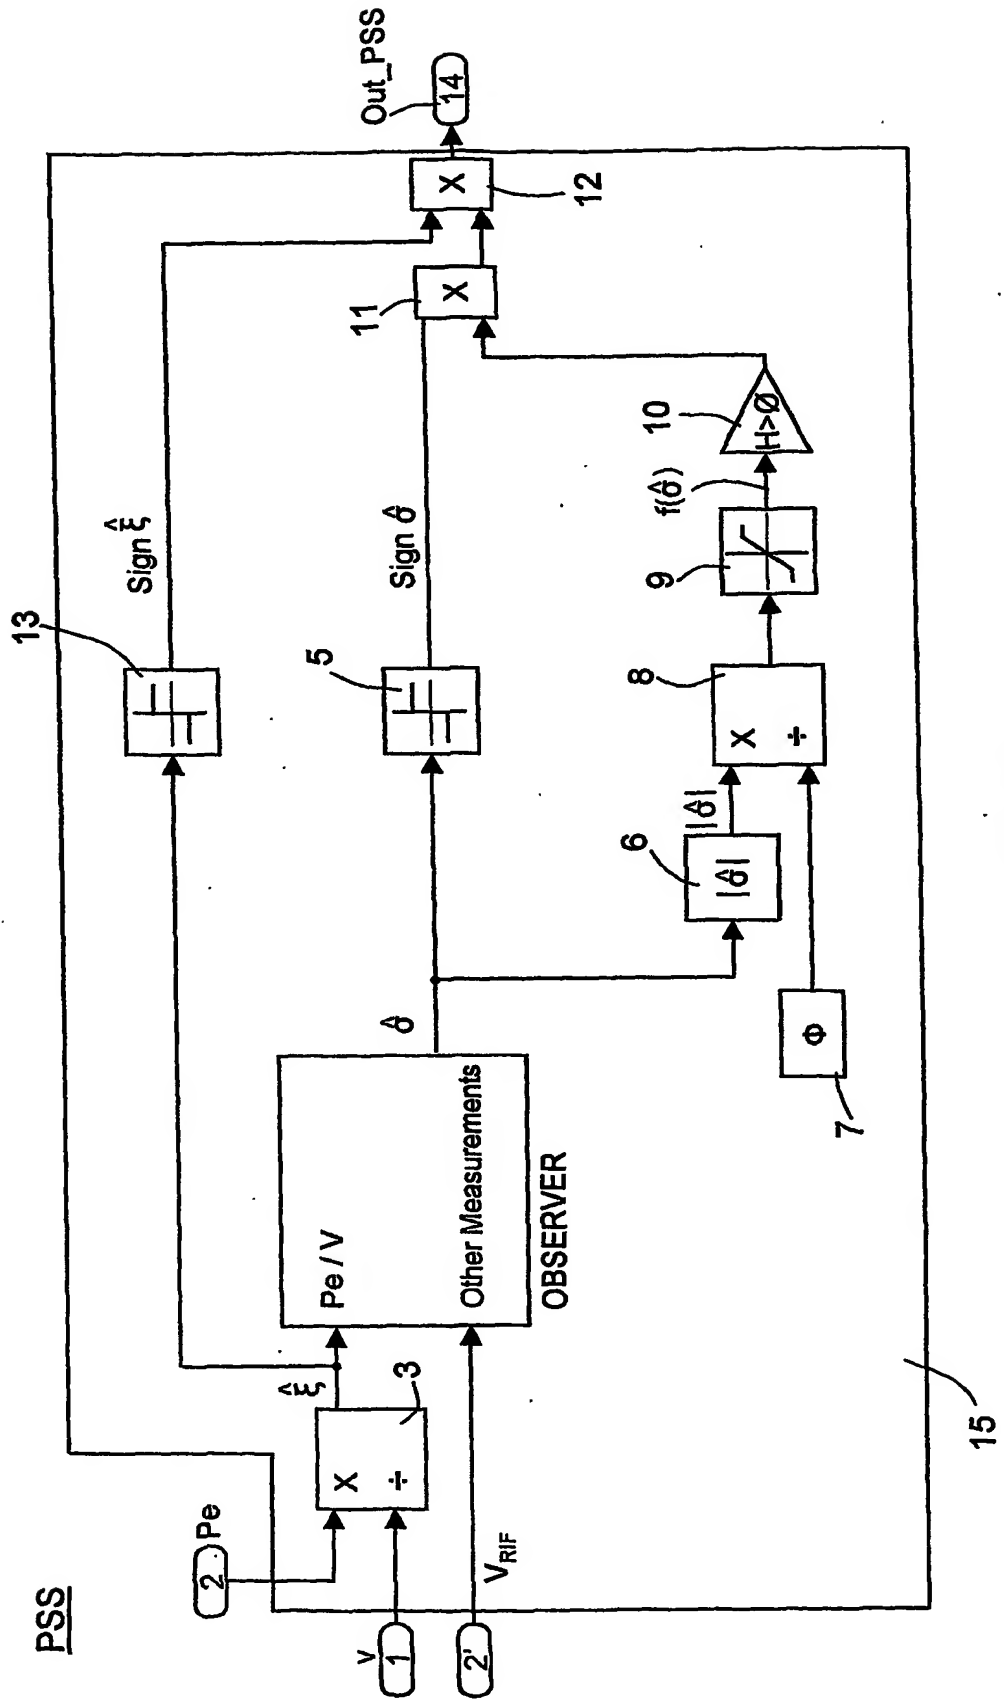 PSS
2
Pe
V
1
2'
V_RIF
X
÷
3
ξ̂
Pe / V
Other Measurements
OBSERVER
σ̂
13
Sign ξ̂
5
Sign σ̂
6
|σ̂|
|σ̂|
Φ
7
X
÷
8
9
f(σ̂)
10
H>Ø
11
X
X
12
Out_PSS
14
15